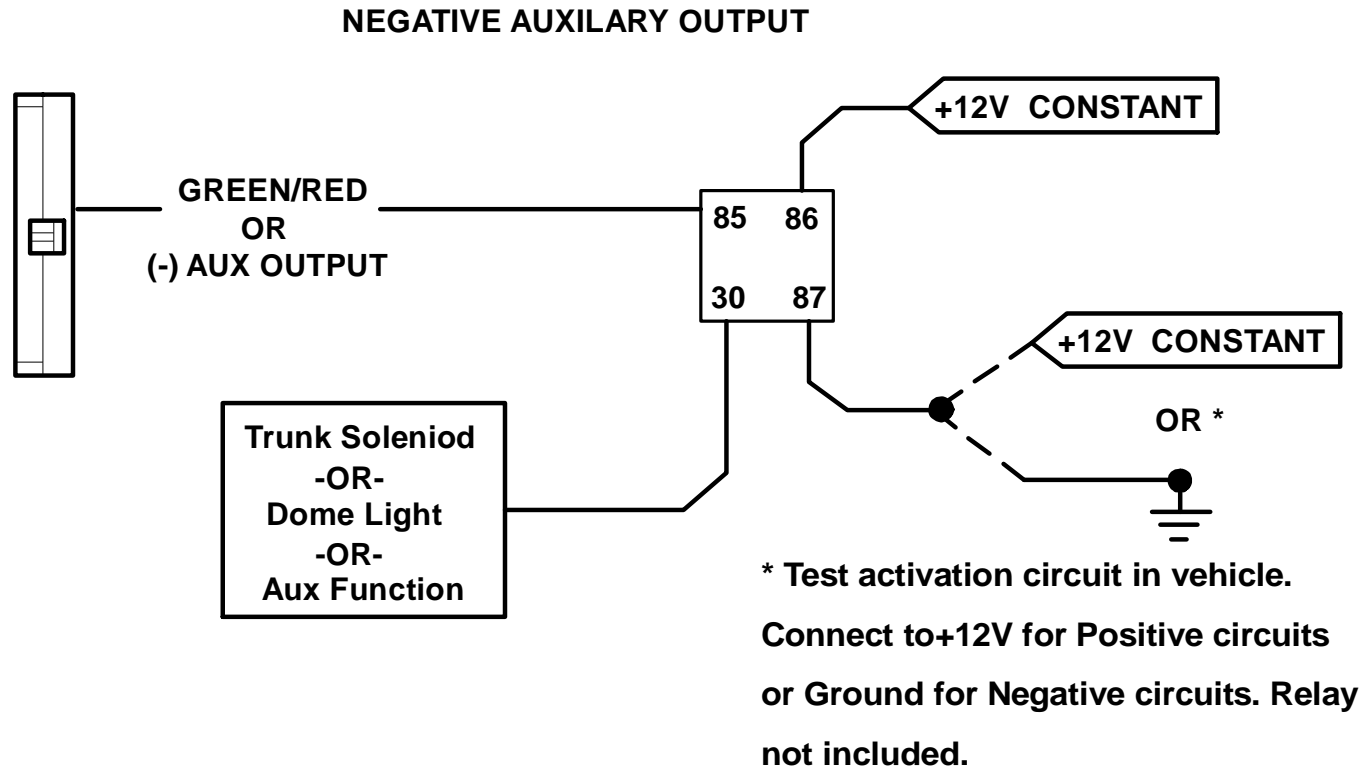 NEGATIVE AUXILARY OUTPUT
+12V CONSTANT
GREEN/RED
OR
(-) AUX OUTPUT
85 86
30 87
+12V CONSTANT
OR *
Trunk Soleniod
-OR-
Dome Light
-OR-
Aux Function
* Test activation circuit in vehicle.
Connect to+12V for Positive circuits
or Ground for Negative circuits. Relay
not included.